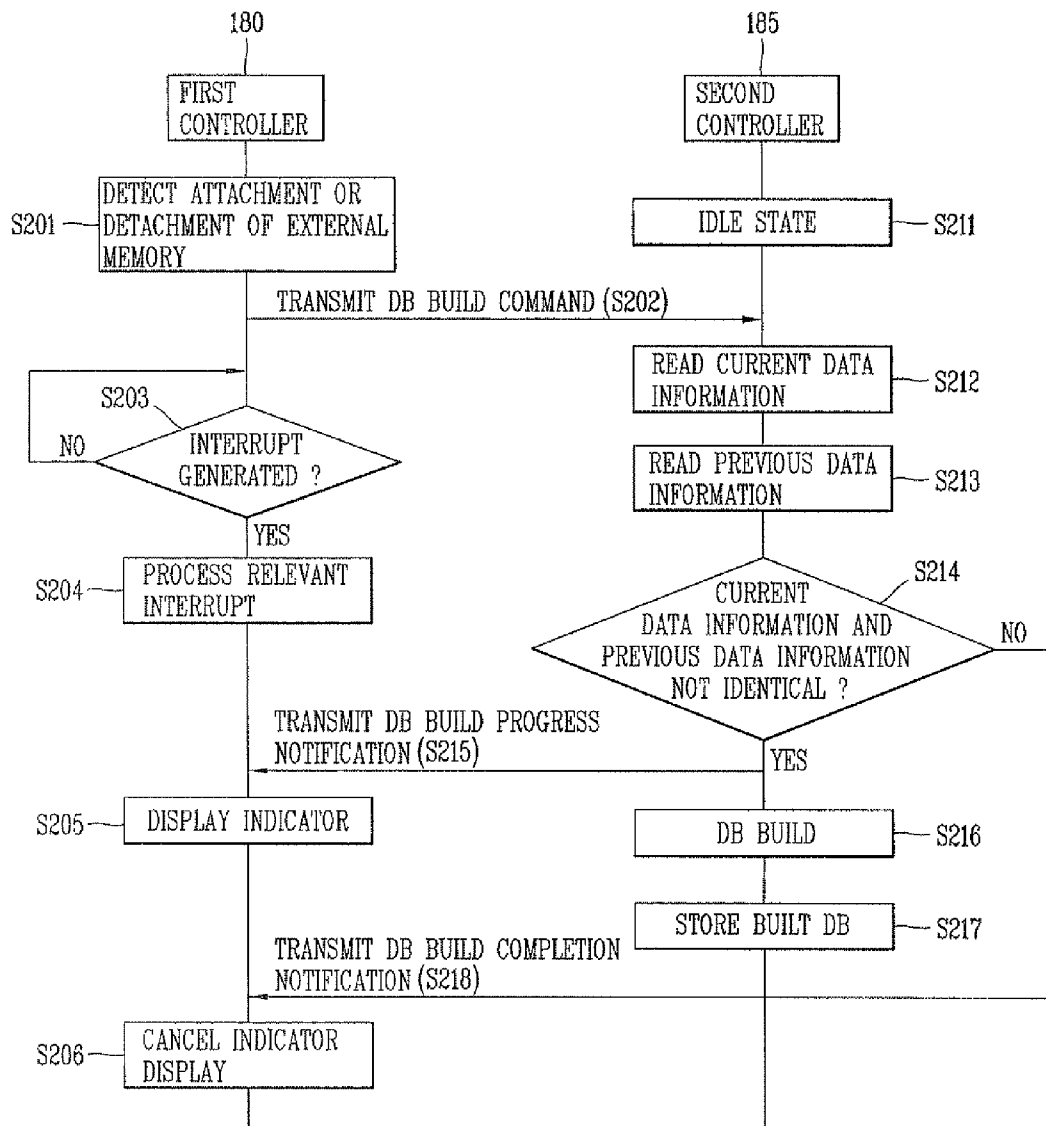 180
185
FIRST
CONTROLLER
SECOND
CONTROLLER
DETECT ATTACHMENT OR
DETACHMENT OF EXTERNAL
MEMORY
S201
IDLE STATE
S211
TRANSMIT DB BUILD COMMAND (S202)
READ CURRENT DATA
INFORMATION
S212
S203
NO
INTERRUPT
GENERATED ?
READ PREVIOUS DATA
INFORMATION
S213
YES
S204
PROCESS RELEVANT
INTERRUPT
S214
CURRENT
DATA INFORMATION AND
PREVIOUS DATA INFORMATION
NOT IDENTICAL ?
NO
TRANSMIT DB BUILD PROGRESS
NOTIFICATION (S215)
YES
S205
DISPLAY INDICATOR
DB BUILD
S216
STORE BUILT DB
S217
TRANSMIT DB BUILD COMPLETION
NOTIFICATION (S218)
S206
CANCEL INDICATOR
DISPLAY